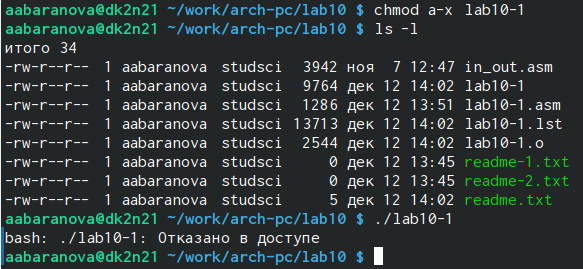 aabaranova@dk2n21 ~/work/arch-pc/lab10 $ chmod a-x  lab10-1
aabaranova@dk2n21 ~/work/arch-pc/lab10 $ ls -l
итого 34
-rw-r--r-- 1 aabaranova studsci  3942 ноя  7 12:47 in_out.asm
-rw-r--r-- 1 aabaranova studsci  9764 дек 12 14:02 lab10-1
-rw-r--r-- 1 aabaranova studsci  1286 дек 12 13:51 lab10-1.asm
-rw-r--r-- 1 aabaranova studsci 13713 дек 12 14:02 lab10-1.lst
-rw-r--r-- 1 aabaranova studsci  2544 дек 12 14:02 lab10-1.o
-rw-r--r-- 1 aabaranova studsci     0 дек 12 13:45 readme-1.txt
-rw-r--r-- 1 aabaranova studsci     0 дек 12 13:45 readme-2.txt
-rw-r--r-- 1 aabaranova studsci     5 дек 12 14:02 readme.txt
aabaranova@dk2n21 ~/work/arch-pc/lab10 $ ./lab10-1
bash: ./lab10-1: Отказано в доступе
aabaranova@dk2n21 ~/work/arch-pc/lab10 $